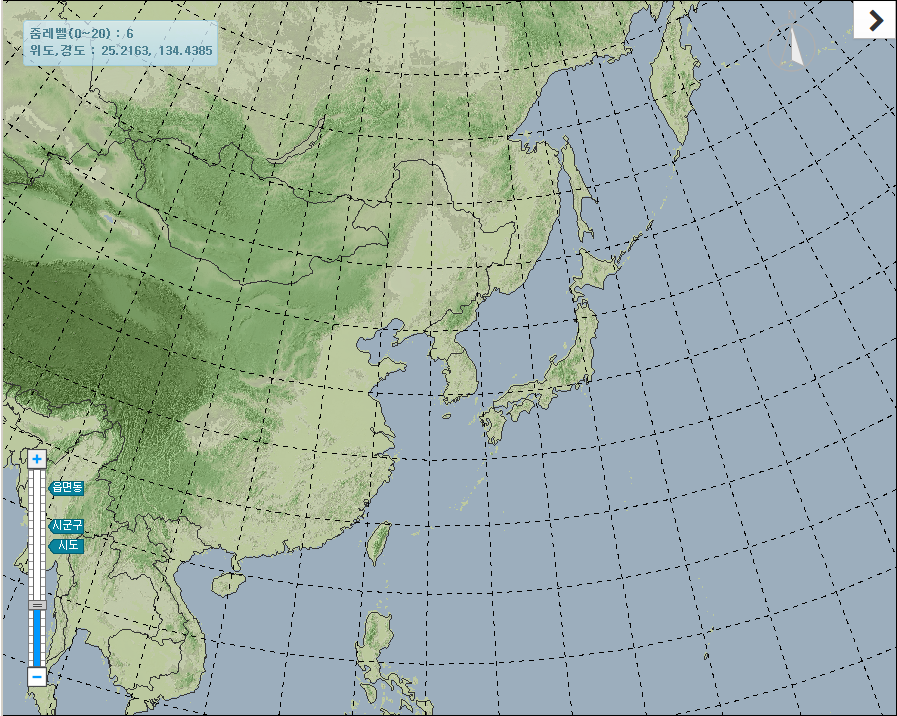 줌레벨(0~20) : 6
위도,경도 : 25.2163, 134.4385
읍면동
시군구
시도